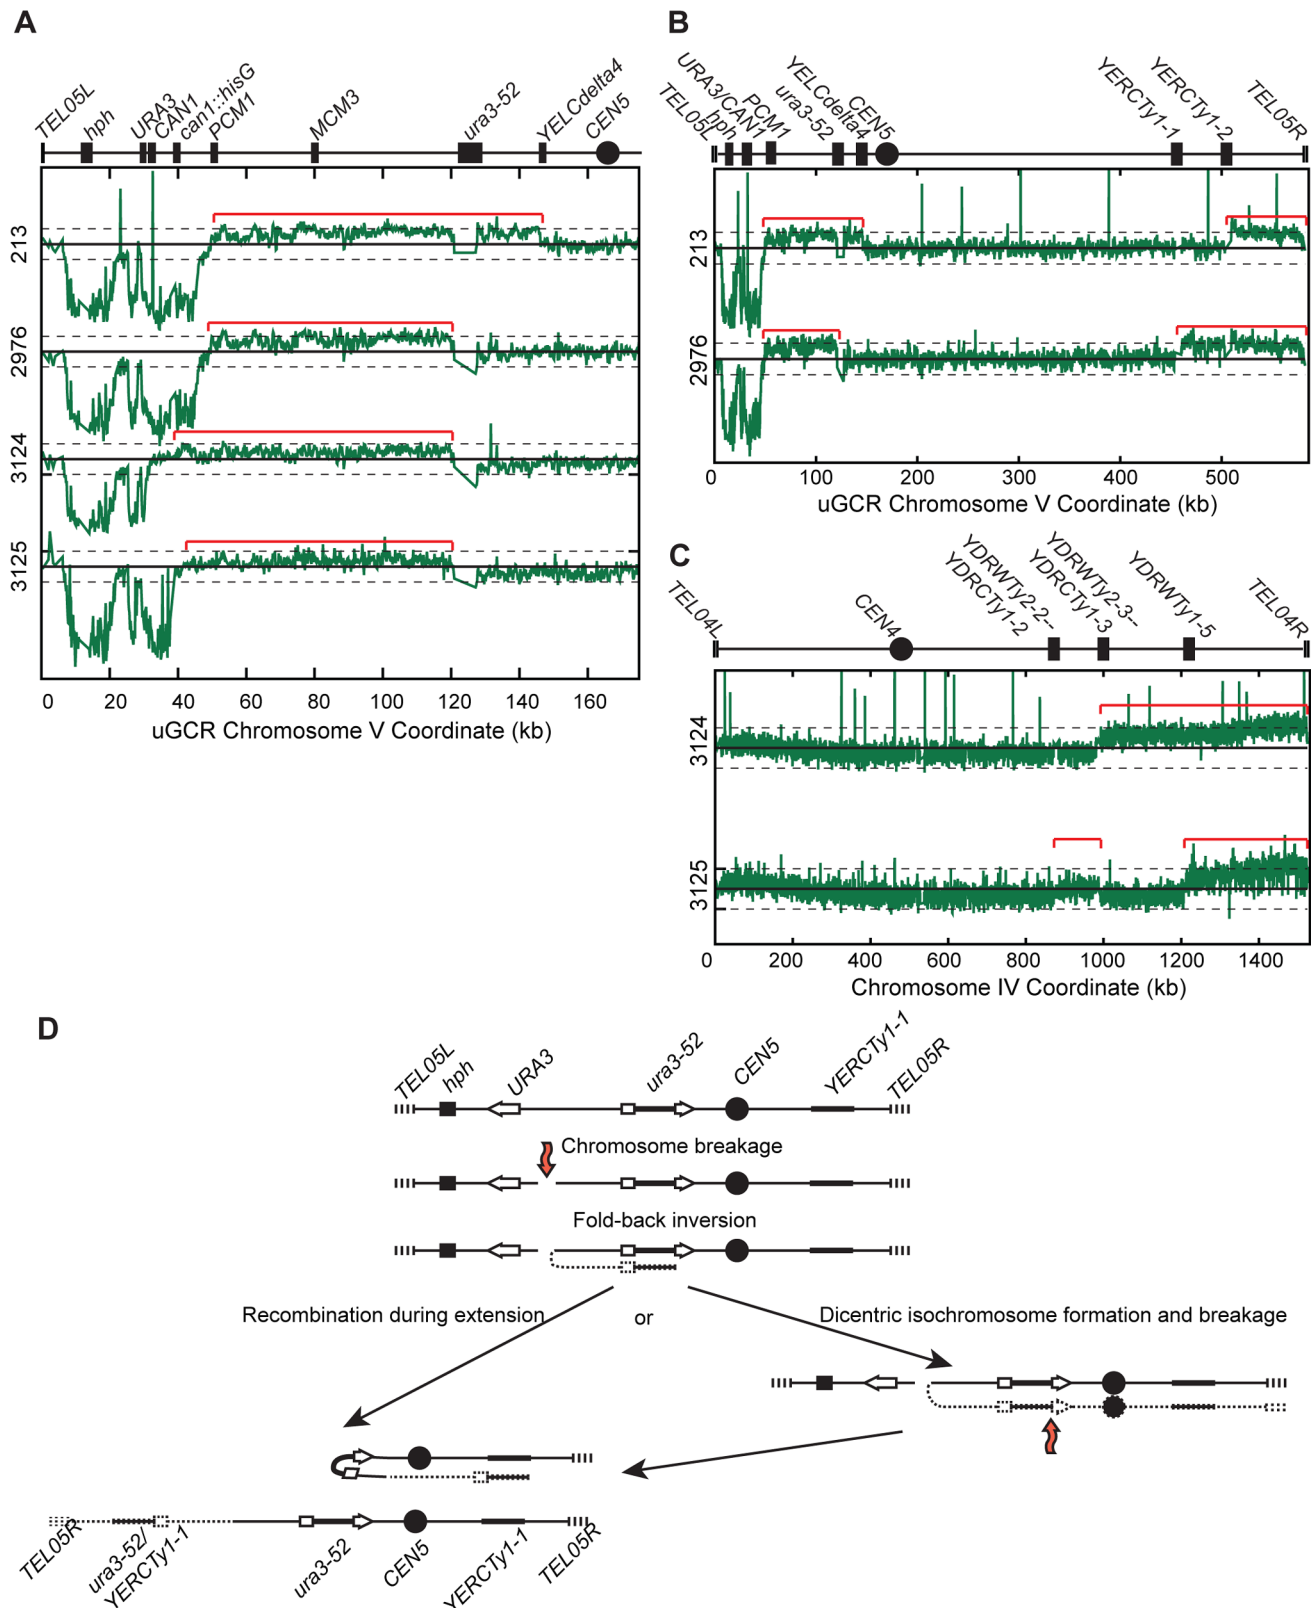 A
TEL05L
hph
URA3
CAN1
can1::hisG
PCM1
MCM3
ura3-52
YELCdelta4
CEN5
213
2976
3124
3125
0 20 40 60 80 100 120 140 160
uGCR Chromosome V Coordinate (kb)
B
TEL05L
hph
URA3/CAN1
PCM1
ura3-52
YELCdelta4
CEN5
YERCTy1-1
YERCTy1-2
TEL05R
213
2976
0 100 200 300 400 500
uGCR Chromosome V Coordinate (kb)
C
TEL04L
CEN4
YDRWTy2-2--
YDRCTy1-2
YDRWTy2-3--
YDRCTy1-3
YDRWTy1-5
TEL04R
3124
3125
0 200 400 600 800 1000 1200 1400
Chromosome IV Coordinate (kb)
D
TEL05L
hph
URA3
ura3-52
CEN5
YERCTy1-1
TEL05R
Chromosome breakage
Fold-back inversion
Recombination during extension
or
Dicentric isochromosome formation and breakage
TEL05R
ura3-52/
YERCTy1-1
ura3-52
CEN5
YERCTy1-1
TEL05R